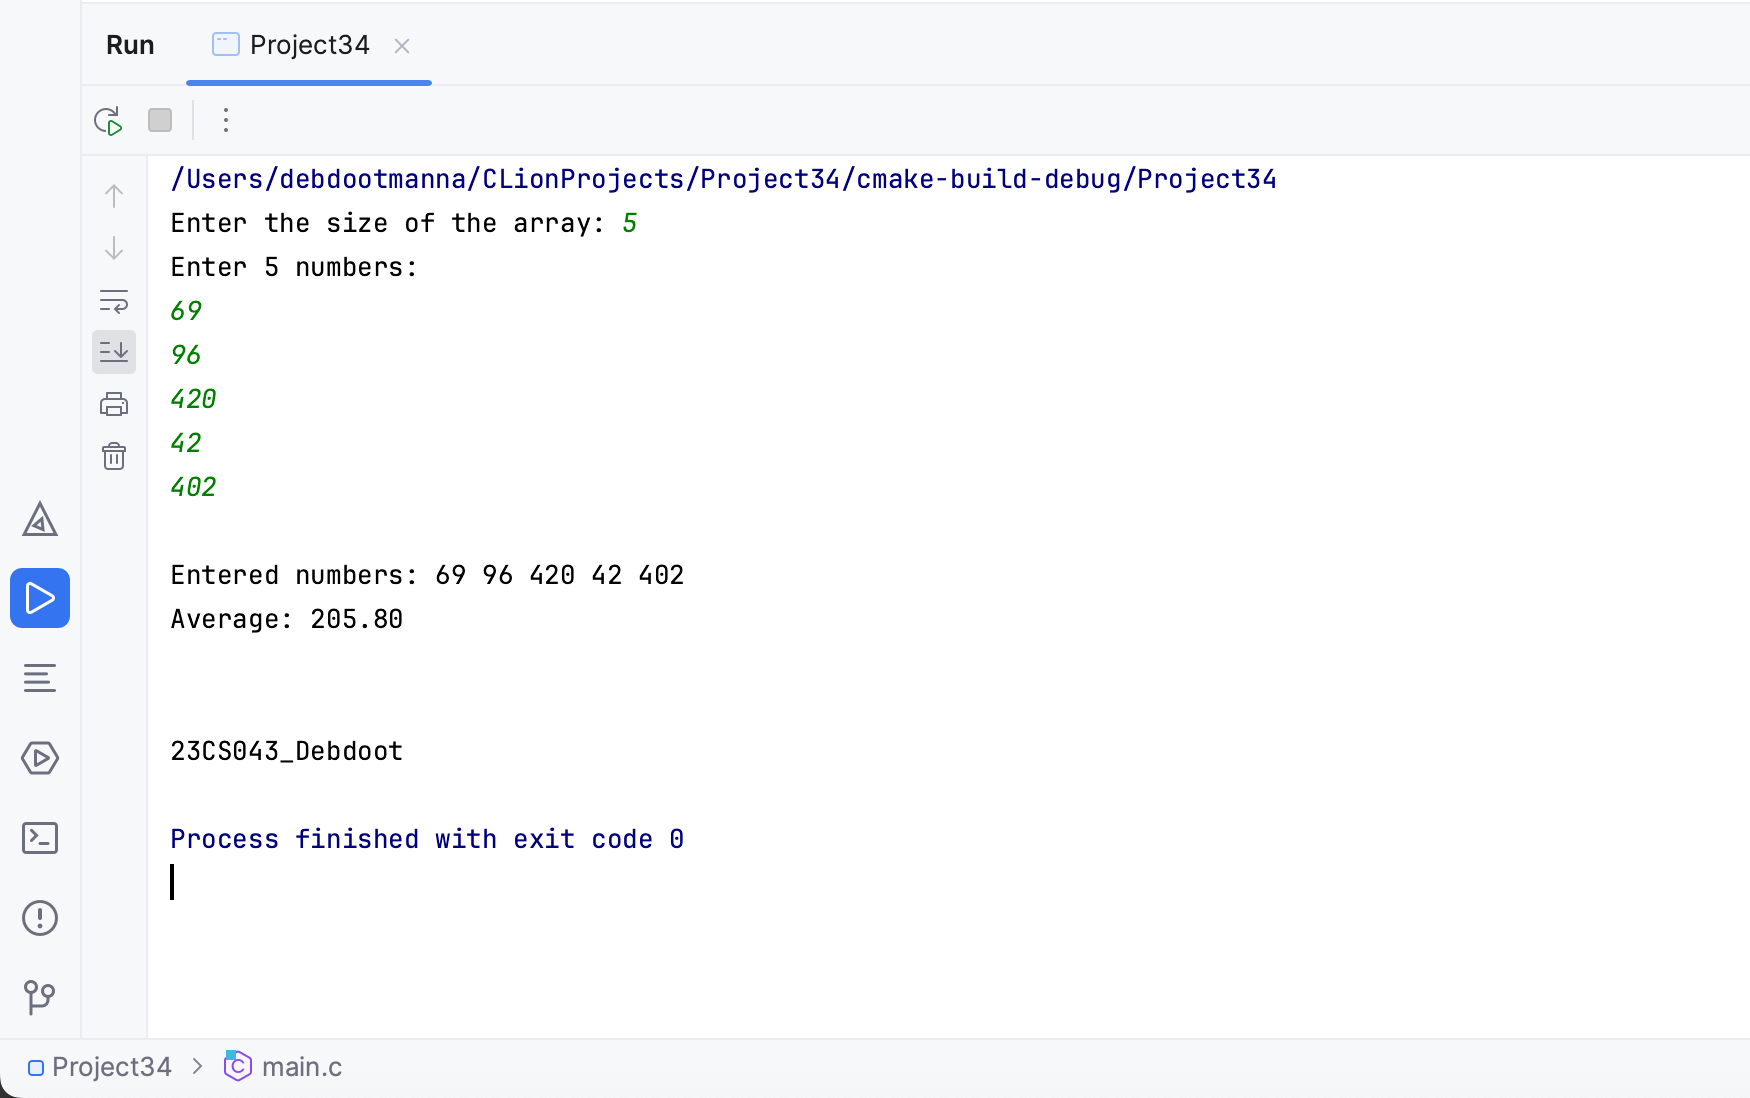 Run Project34
/Users/debdootmanna/CLionProjects/Project34/cmake-build-debug/Project34
Enter the size of the array: 5
Enter 5 numbers:
69
96
420
42
402
Entered numbers: 69 96 420 42 402
Average: 205.80
23CS043_Debdoot
Process finished with exit code 0
Project34 > main.c